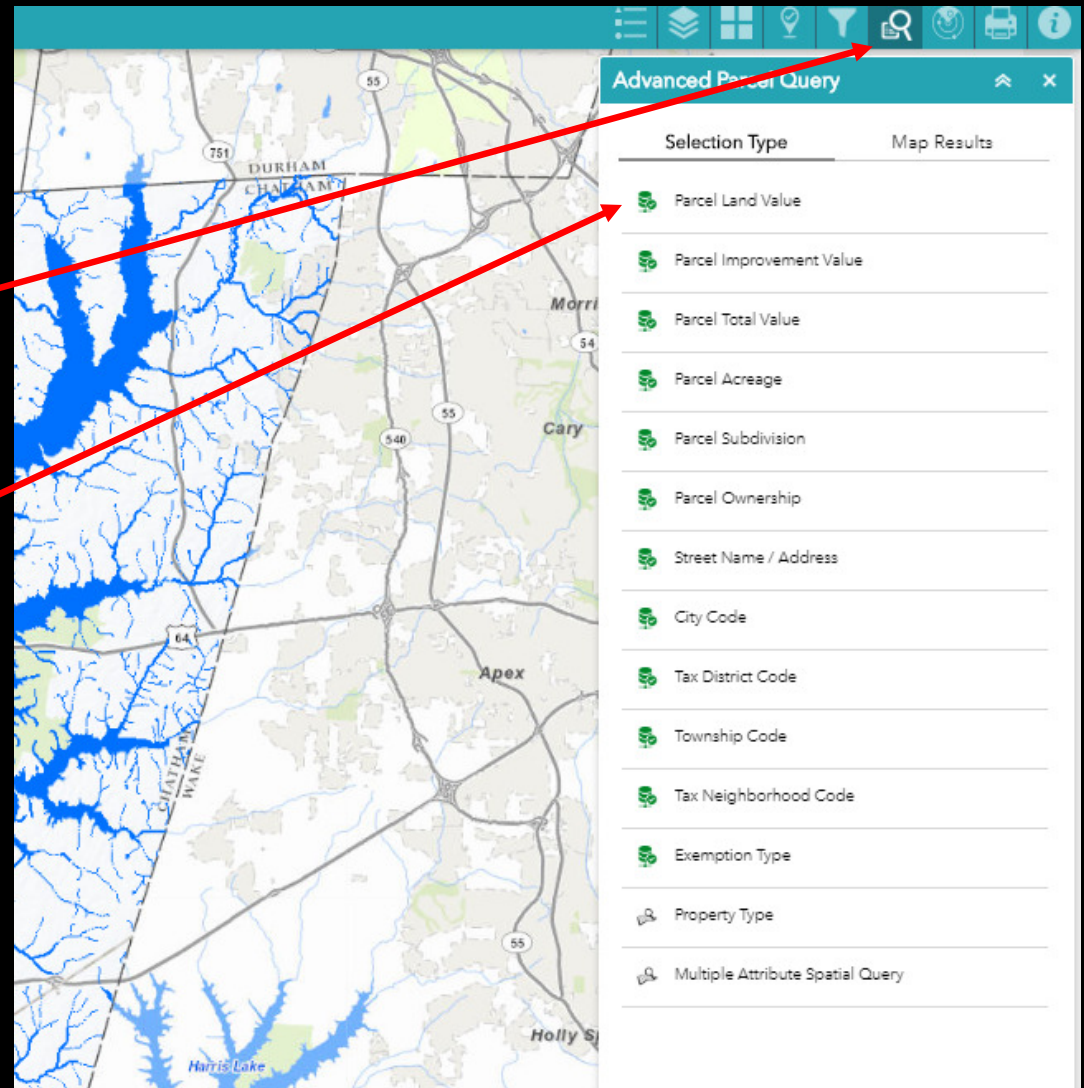 Advanced Parcel Query
Selection Type Map Results
Parcel Land Value
Parcel Improvement Value
Parcel Total Value
Parcel Acreage
Parcel Subdivision
Parcel Ownership
Street Name / Address
City Code
Tax District Code
Township Code
Tax Neighborhood Code
Exemption Type
Property Type
Multiple Attribute Spatial Query
55
751
DURHAM
CHATHAM
Morri
54
55
540
Cary
64
Apex
CHATHAM
WAKE
55
Holly Sp
Harris Lake